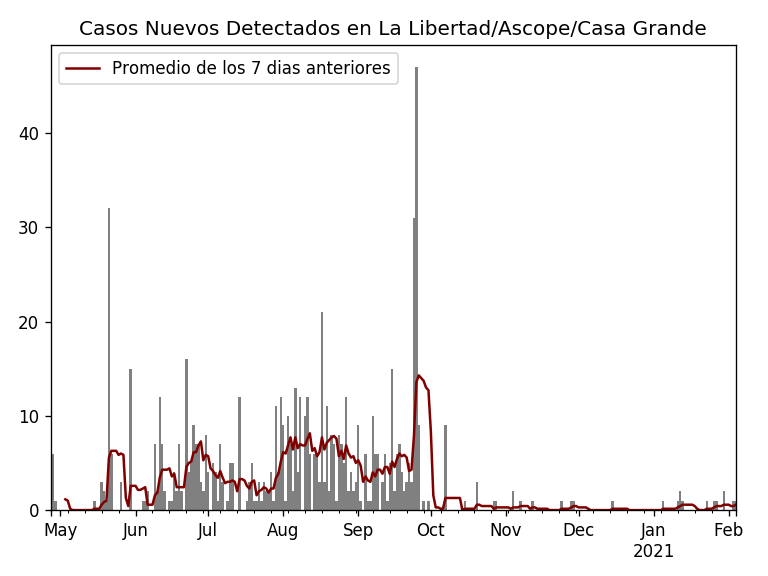 Casos Nuevos Detectados en La Libertad/Ascope/Casa Grande
Promedio de los 7 dias anteriores
40
30
20
10
0
May Jun Jul Aug Sep Oct Nov Dec Jan Feb
2021